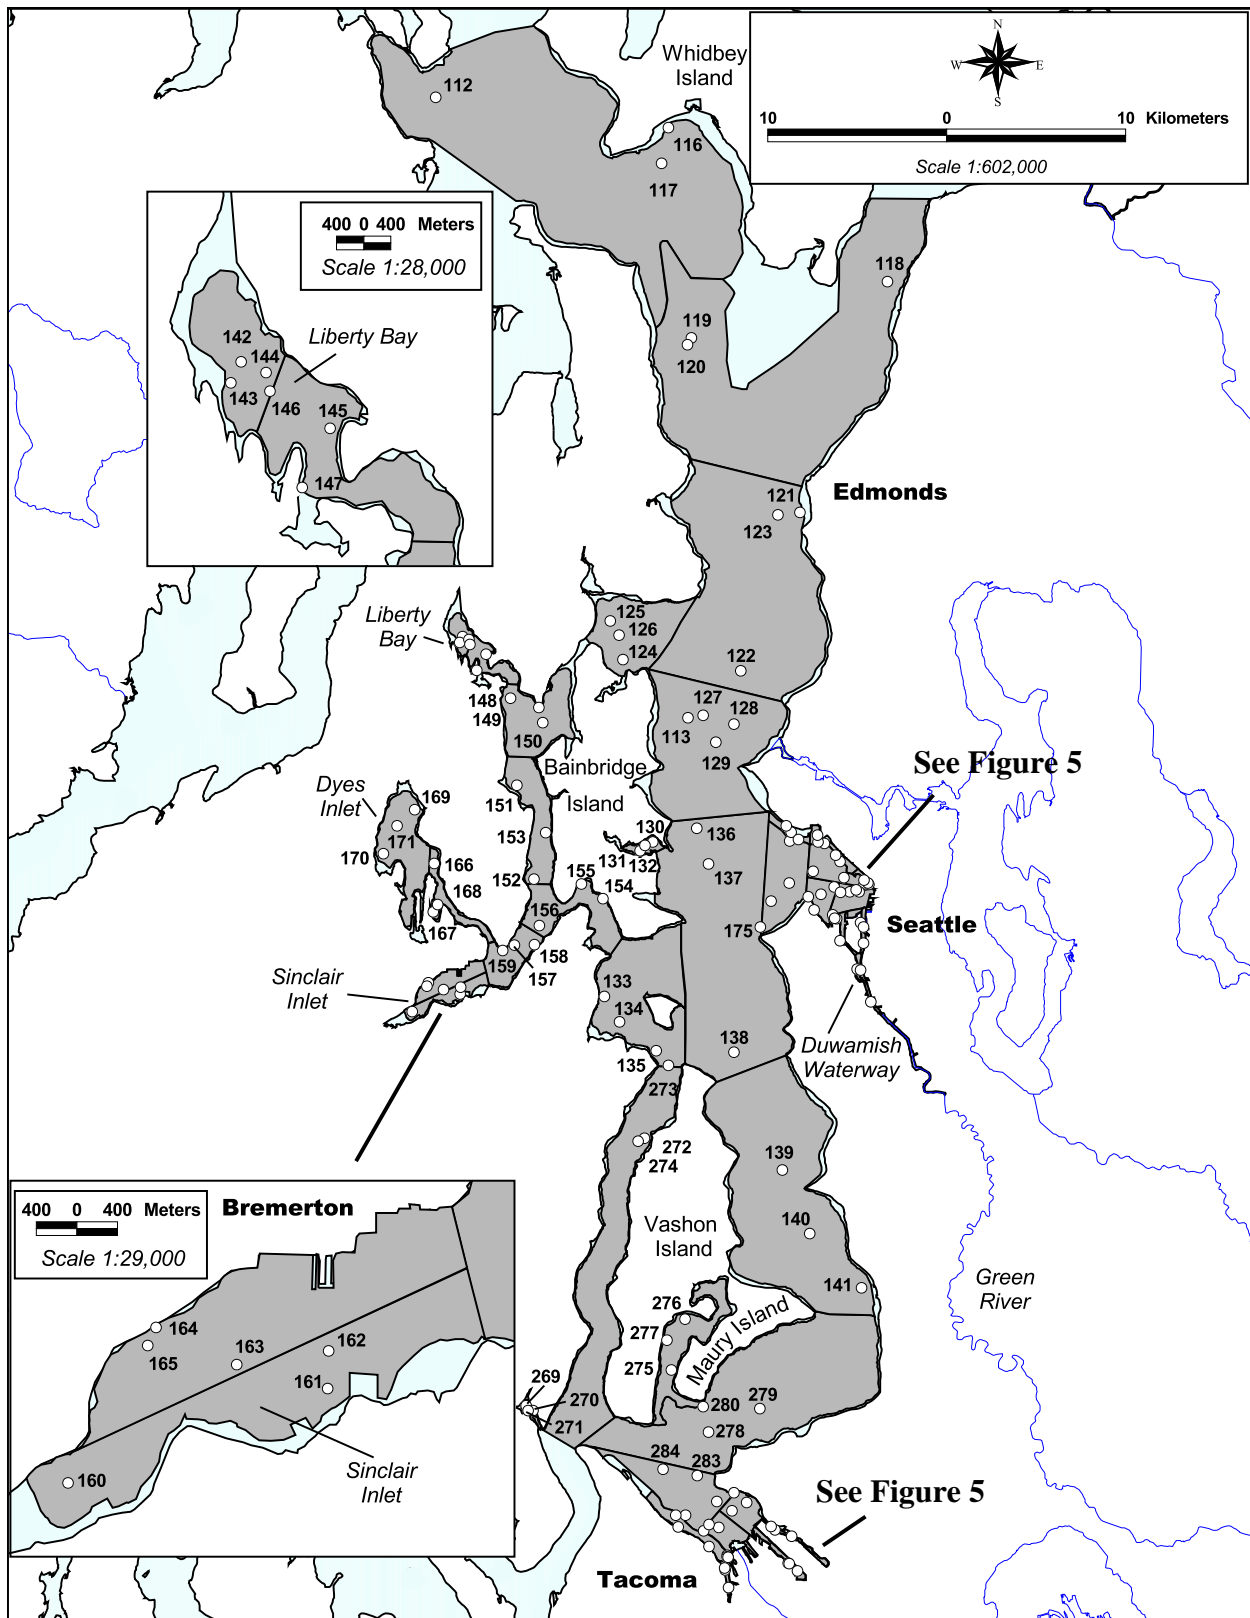 Whidbey
Island
N
W E
S
10 0 10 Kilometers
Scale 1:602,000
112
116
117
118
119
120
400 0 400 Meters
Scale 1:28,000
Liberty Bay
142
144
143
146
145
147
121
Edmonds
123
Liberty
Bay
125
126
124
122
148
149
127
128
113
150
129
Bainbridge
Island
See Figure 5
Dyes
Inlet
169
151
171
170
153
130
131
132
136
137
166
152
155
154
168
167
156
175
Seattle
158
159
157
Sinclair
Inlet
133
134
138
Duwamish
Waterway
135
273
272
274
139
Vashon
Island
140
141
Green
River
276
277
275
Maury Island
269
270
271
280
279
278
284
283
See Figure 5
Tacoma
400 0 400 Meters
Scale 1:29,000
Bremerton
164
165
163
162
161
160
Sinclair
Inlet